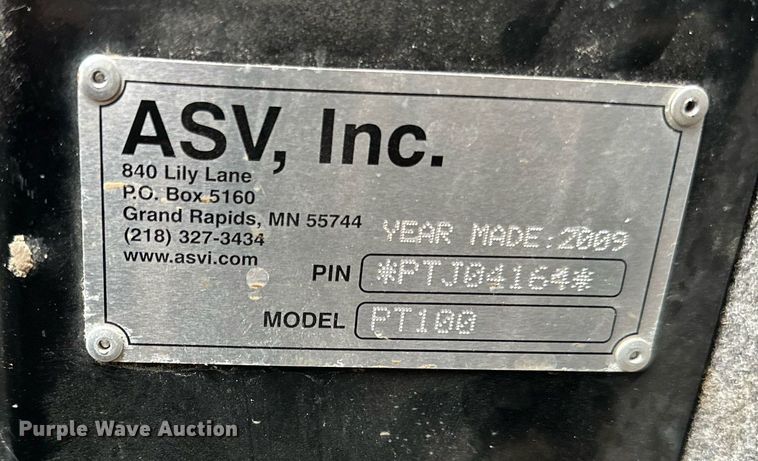 ASV, Inc.
840 Lily Lane
P.O. Box 5160
Grand Rapids, MN 55744
(218) 327-3434
www.asvi.com
YEAR MADE:2009
PIN *PTJ04164*
MODEL PT100
Purple Wave Auction